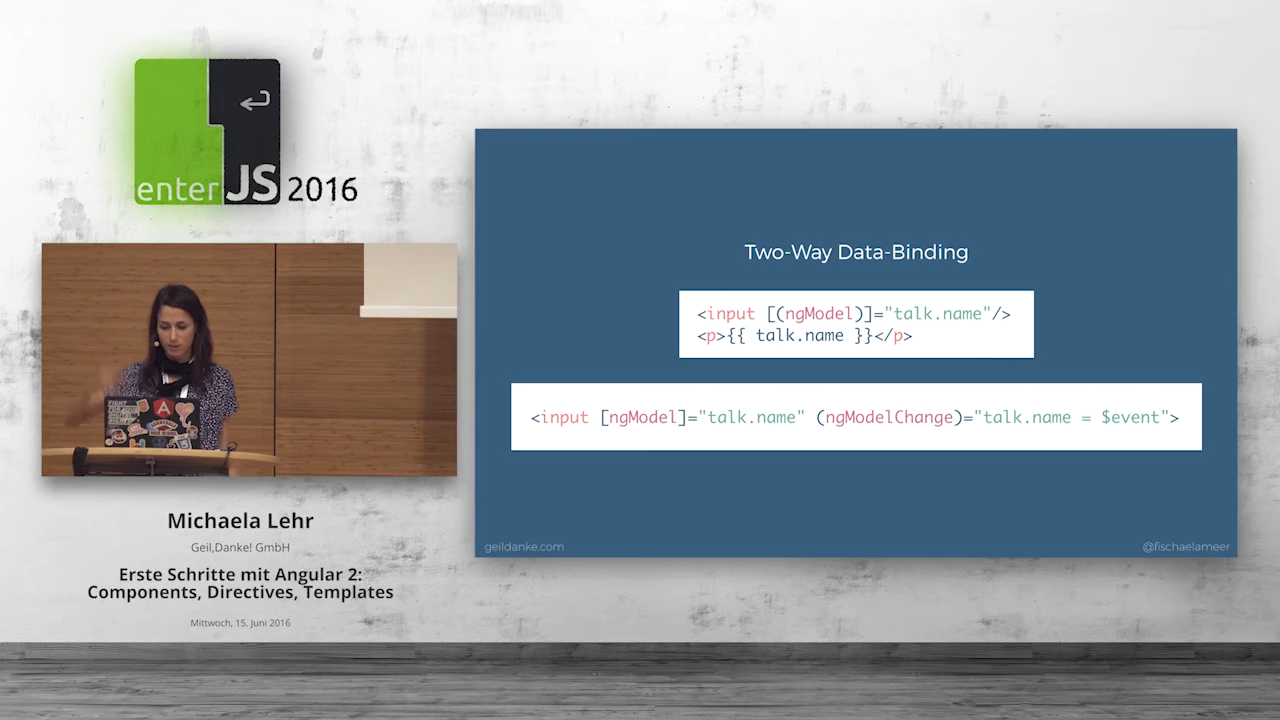 enterJS 2016
Michaela Lehr
Geil,Danke! GmbH
Erste Schritte mit Angular 2:
Components, Directives, Templates
Mittwoch, 15. Juni 2016
Two-Way Data-Binding
<input [(ngModel)]="talk.name"/>
<p>{{ talk.name }}</p>
<input [ngModel]="talk.name" (ngModelChange)="talk.name = $event">
geildanke.com
@fischaelameer